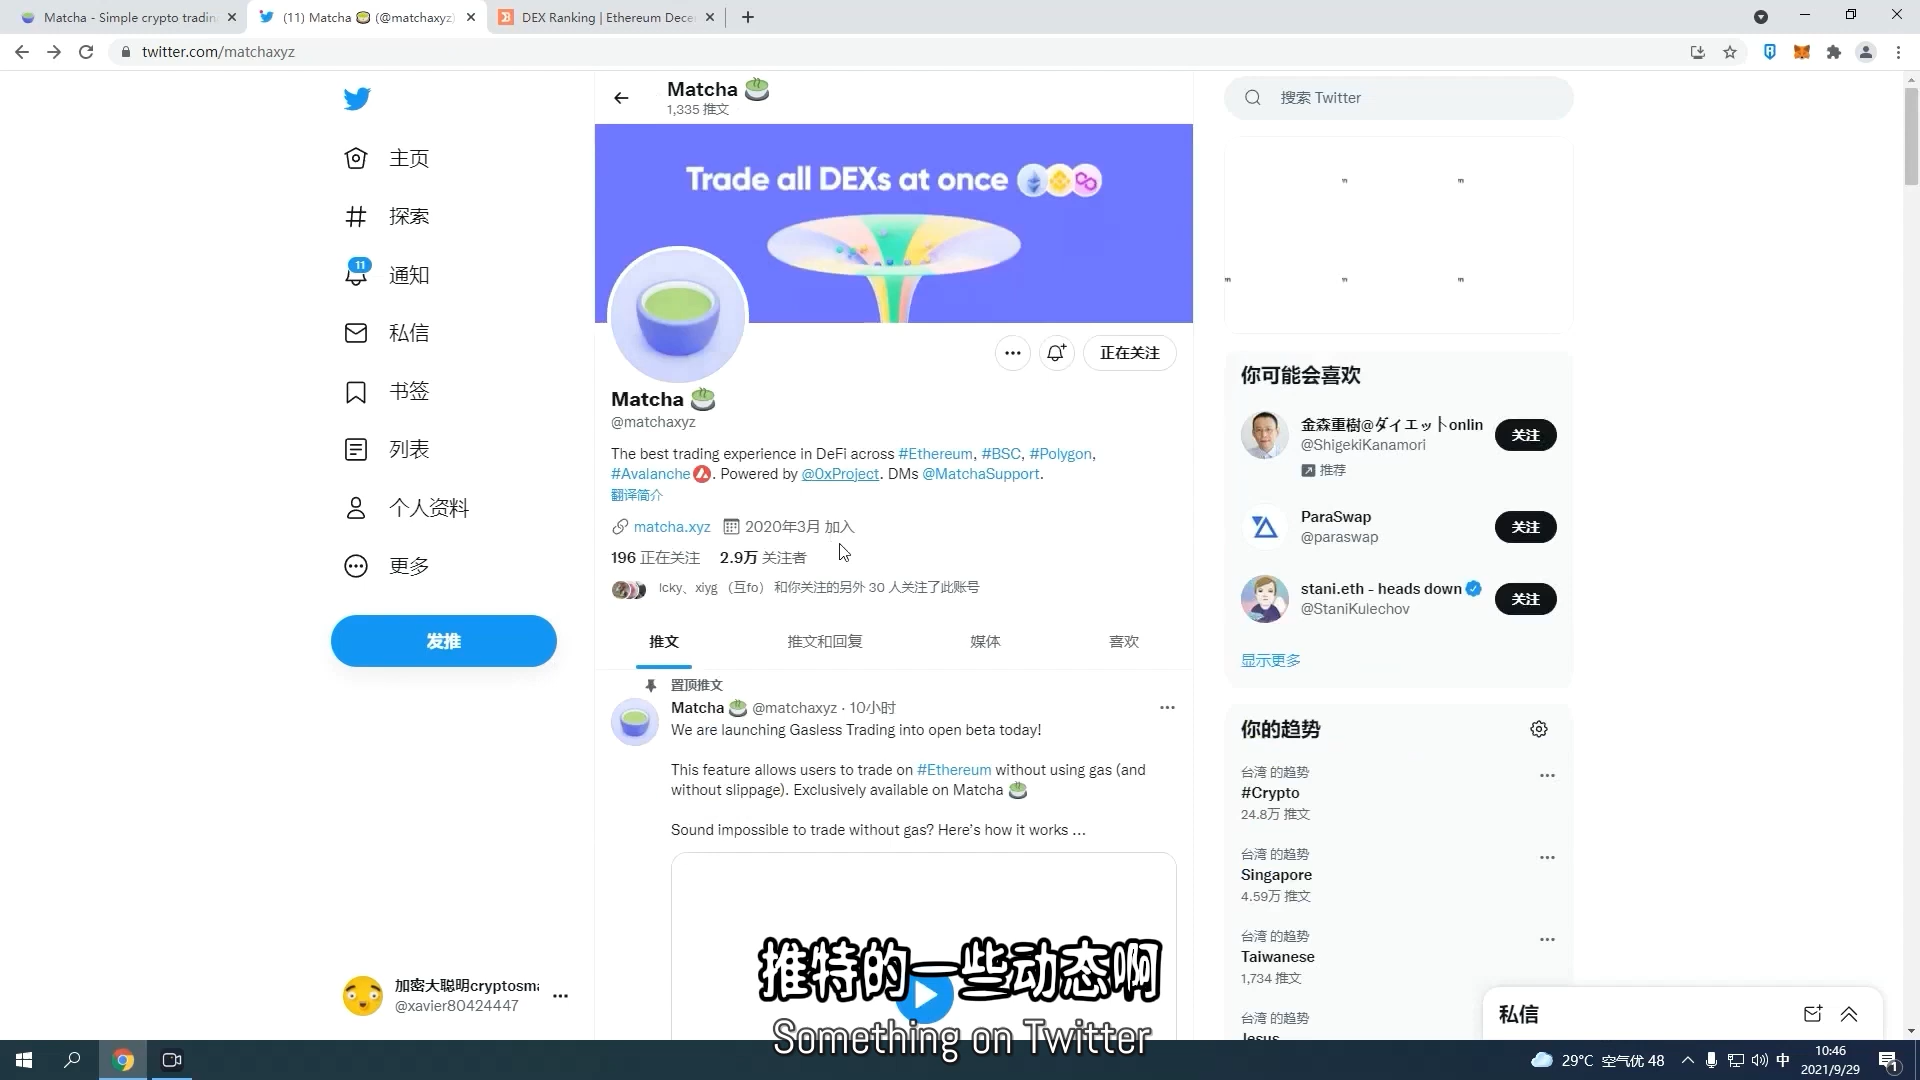 Matcha - Simple crypto tradin
(11) Matcha (@matchaxyz)
DEX Ranking | Ethereum Dece
twitter.com/matchaxyz
主页
探索
11
通知
私信
书签
列表
个人资料
更多
发推
加密大聪明cryptosma
@xavier80424447
Matcha
1,335 推文
Trade all DEXs at once
正在关注
Matcha
@matchaxyz
The best trading experience in DeFi across #Ethereum, #BSC, #Polygon,
#Avalanche. Powered by @0xProject. DMs @MatchaSupport.
翻译简介
matcha.xyz 2020年3月 加入
196 正在关注 2.9万 关注者
lcky、xiyg （互fo） 和你关注的另外 30 人关注了此账号
推文 推文和回复 媒体 喜欢
置顶推文
Matcha @matchaxyz · 10小时
We are launching Gasless Trading into open beta today!
This feature allows users to trade on #Ethereum without using gas (and
without slippage). Exclusively available on Matcha
Sound impossible to trade without gas? Here's how it works ...
推特的一些动态啊
Something on Twitter
搜索 Twitter
你可能会喜欢
金森重樹@ダイエットonlin
@ShigekiKanamori
关注
推荐
ParaSwap
@paraswap
关注
stani.eth - heads down
@StaniKulechov
关注
显示更多
你的趋势
台湾 的趋势
#Crypto
24.8万 推文
台湾 的趋势
Singapore
4.59万 推文
台湾 的趋势
Taiwanese
1,734 推文
台湾 的趋势
Jesus
私信
29°C 空气优 48
中
10:46
2021/9/29
1